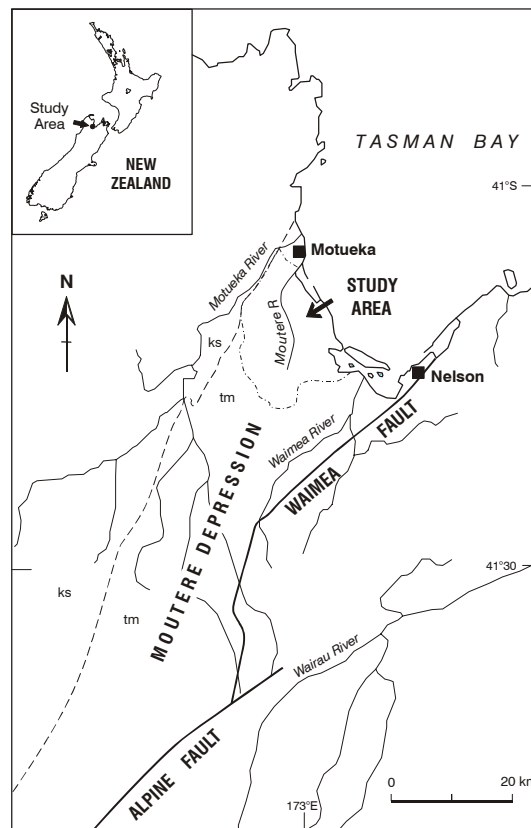 Study
Area
NEW
ZEALAND
TASMAN BAY
41°S
Motueka
Motueka River
N
STUDY
AREA
Moutere R
ks
Nelson
tm
Waimea River
WAIMEA FAULT
MOUTERE DEPRESSION
41°30
ks
tm
Wairau River
ALPINE FAULT
173°E
0 20 km